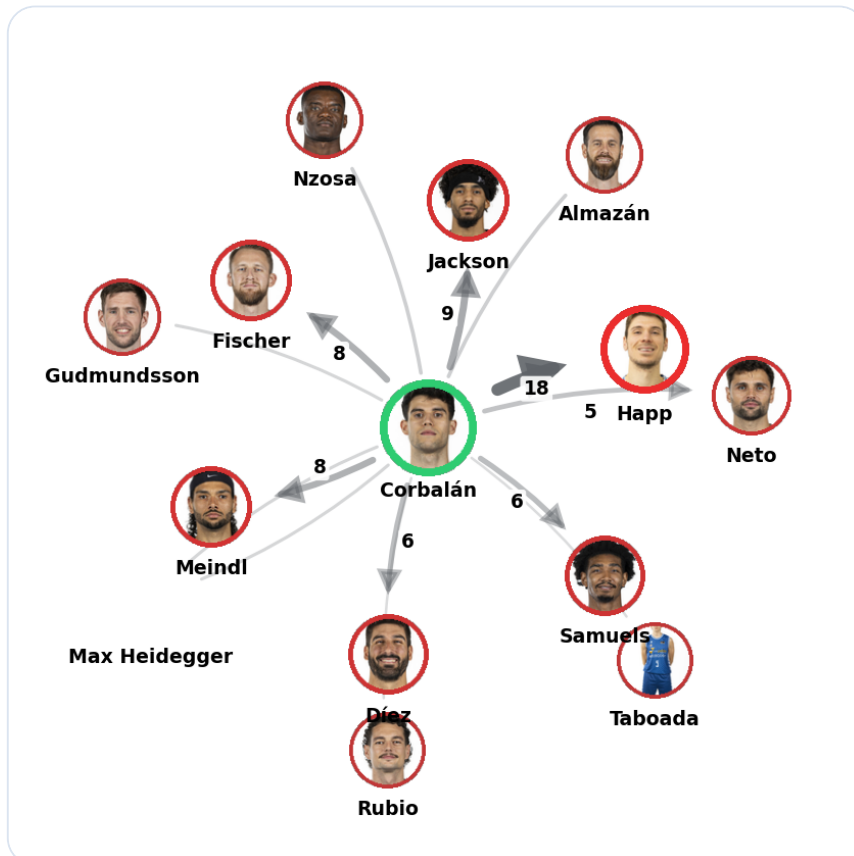 Nzosa
Almazán
Jackson
Fischer
Gudmundsson
9
8
18
5
Happ
Neto
Corbalán
8
6
6
Meindl
Samuels
Max Heidegger
Díez
Taboada
Rubio
3